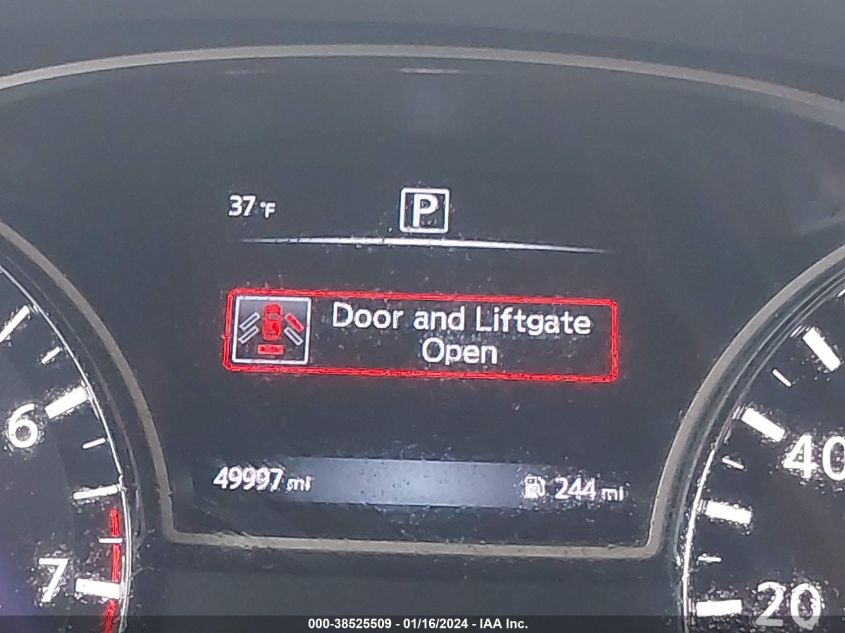 37°F P
Door and Liftgate
Open
49997 mi 244 mi
6
7
40
20
000-38525509 - 01/16/2024 - IAA Inc.